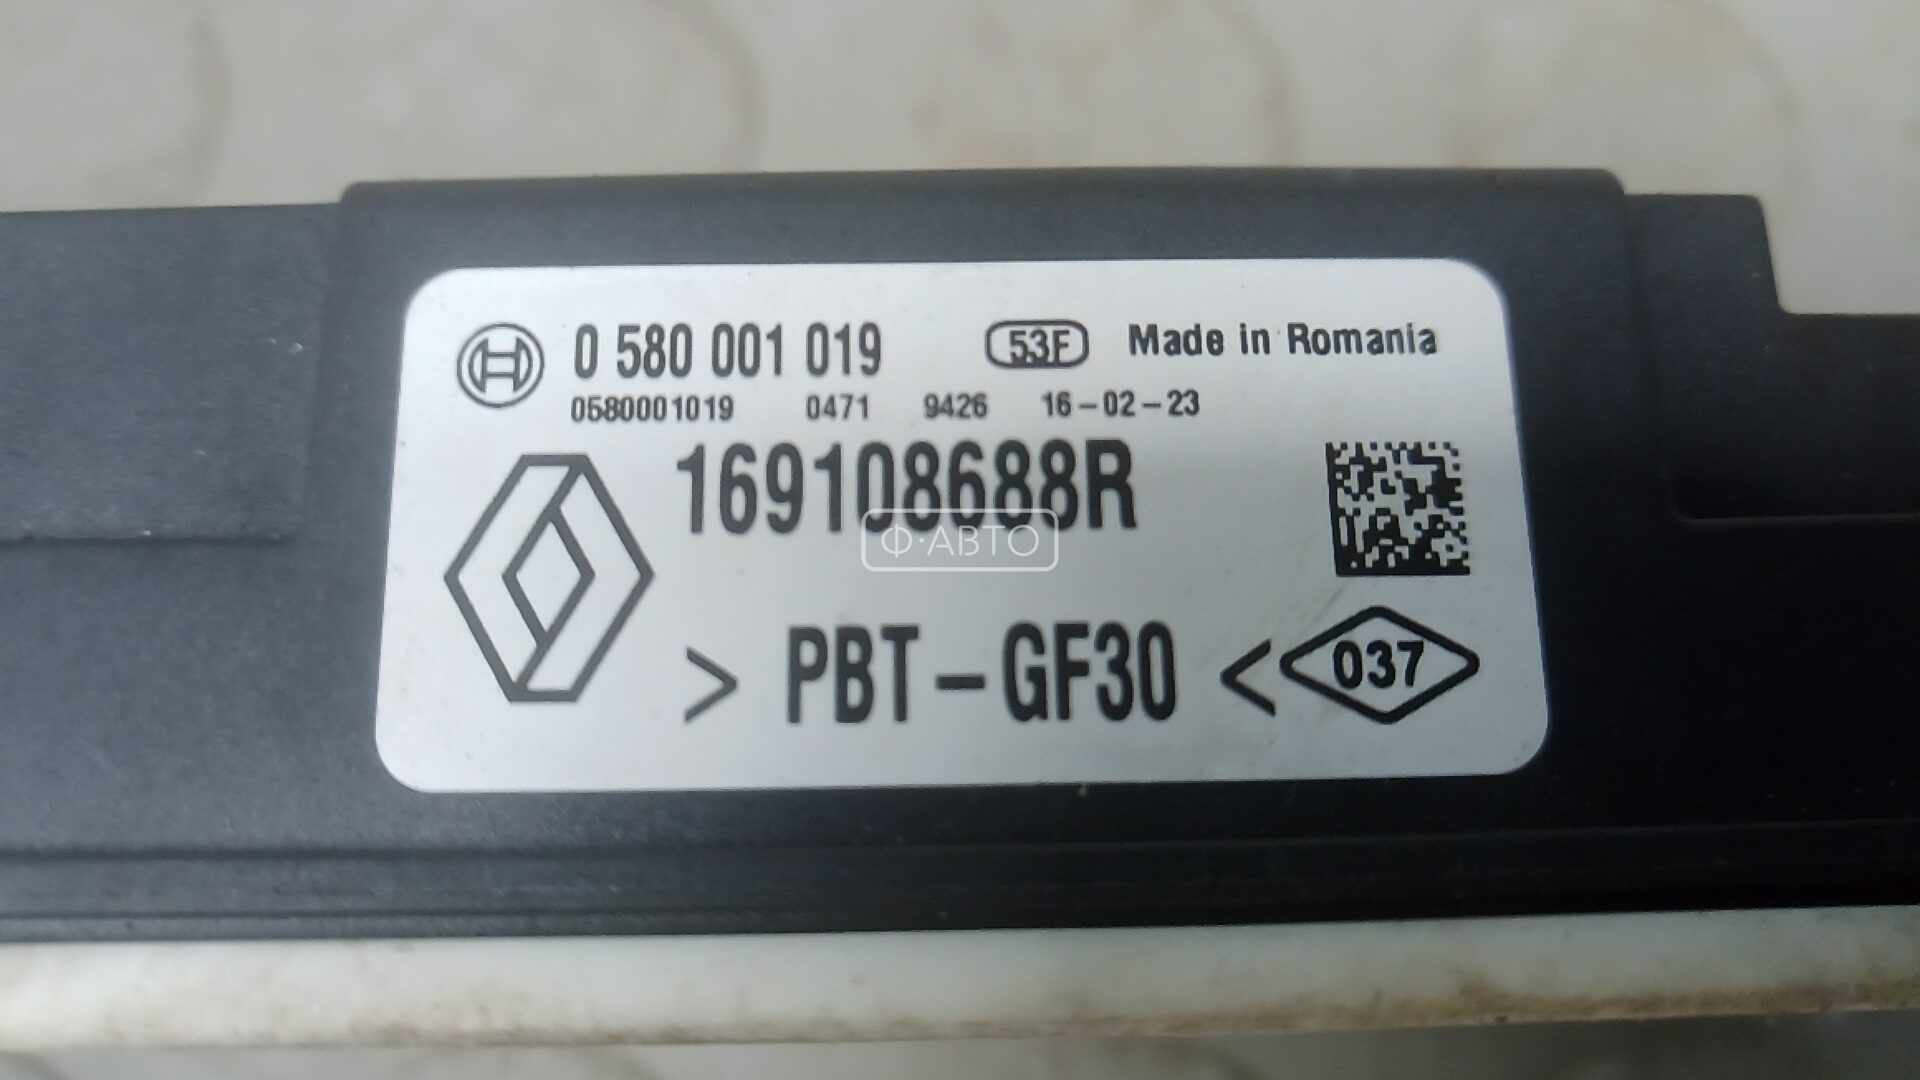 0 580 001 019 53F Made in Romania
0580001019 0471 9426 16-02-23
169108688R
Ф·АВТО
> PBT-GF30 < 037